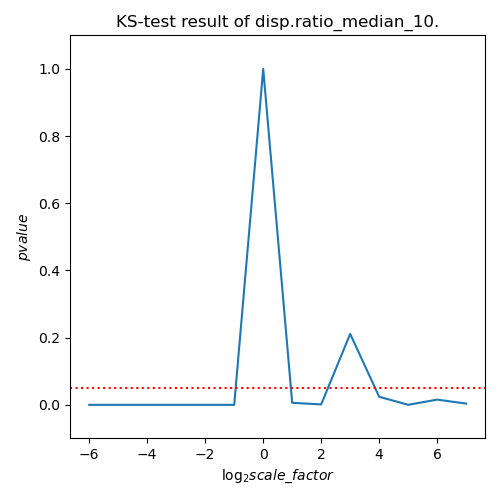 KS-test result of disp.ratio_median_10.
1.0
0.8
0.6
0.4
0.2
0.0
pvalue
−6 −4 −2 0 2 4 6
log₂scale_factor